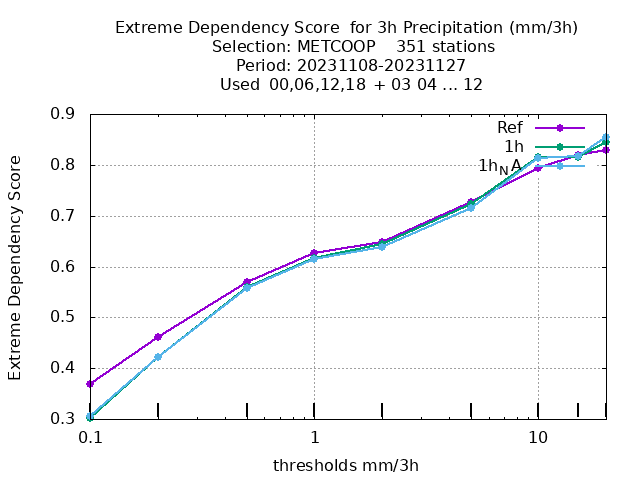 Extreme Dependency Score  for 3h Precipitation (mm/3h)
Selection: METCOOP    351 stations
Period: 20231108-20231127
Used  00,06,12,18  + 03 04 ... 12
Extreme Dependency Score
0.9
0.8
0.7
0.6
0.5
0.4
0.3
Ref
1h
1h_NA
0.1
1
10
thresholds mm/3h